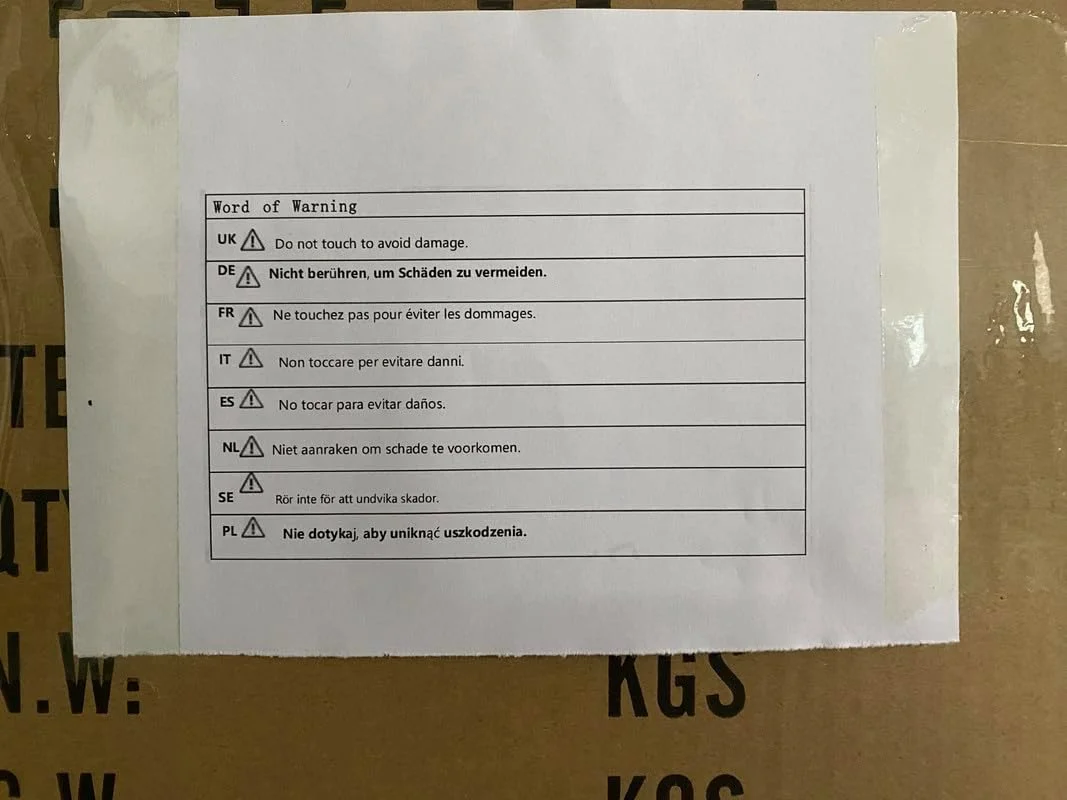 Word of Warning
UK Do not touch to avoid damage.
DE Nicht berühren, um Schäden zu vermeiden.
FR Ne touchez pas pour éviter les dommages.
IT Non toccare per evitare danni.
ES No tocar para evitar daños.
NL Niet aanraken om schade te voorkomen.
SE Rör inte för att undvika skador.
PL Nie dotykaj, aby uniknąć uszkodzenia.
N.W: KGS